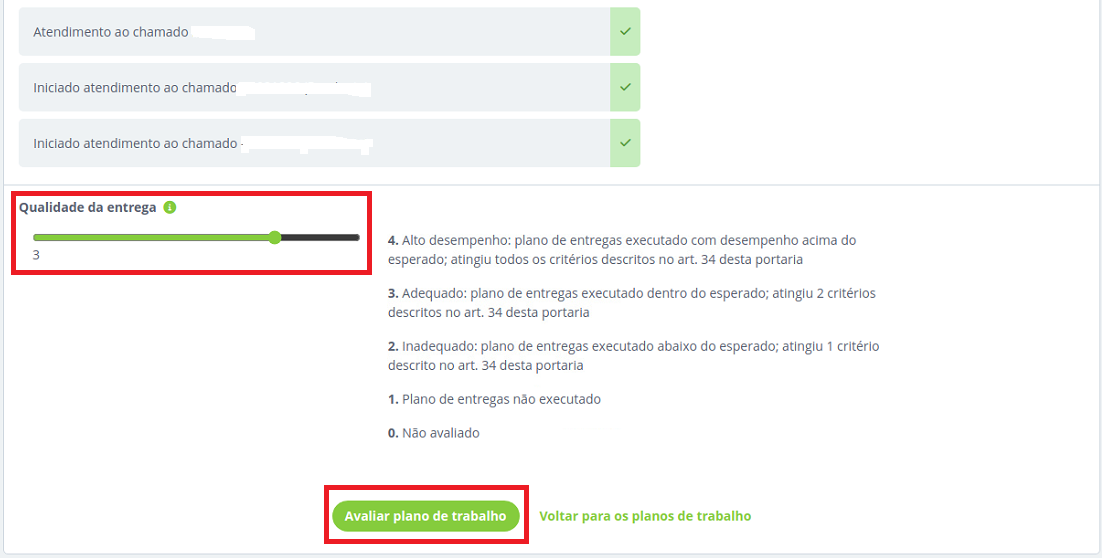 Atendimento ao chamado
Iniciado atendimento ao chamado
Iniciado atendimento ao chamado
Qualidade da entrega
3
4. Alto desempenho: plano de entregas executado com desempenho acima do
esperado; atingiu todos os critérios descritos no art. 34 desta portaria
3. Adequado: plano de entregas executado dentro do esperado; atingiu 2 critérios
descritos no art. 34 desta portaria
2. Inadequado: plano de entregas executado abaixo do esperado; atingiu 1 critério
descrito no art. 34 desta portaria
1. Plano de entregas não executado
0. Não avaliado
Avaliar plano de trabalho
Voltar para os planos de trabalho